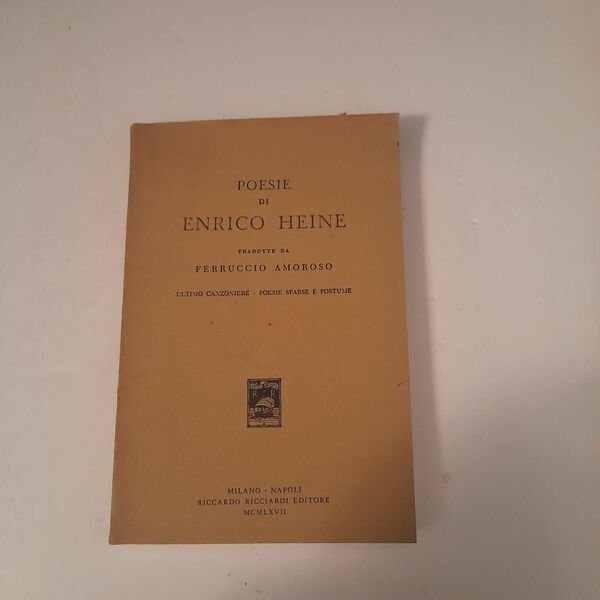 POESIE
DI
ENRICO HEINE
TRADOTTE DA
FERRUCCIO AMOROSO
ULTIMO CANZONIERE - POESIE SPARSE E POSTUME
R R
MILANO - NAPOLI
RICCARDO RICCIARDI EDITORE
MCMLXVII